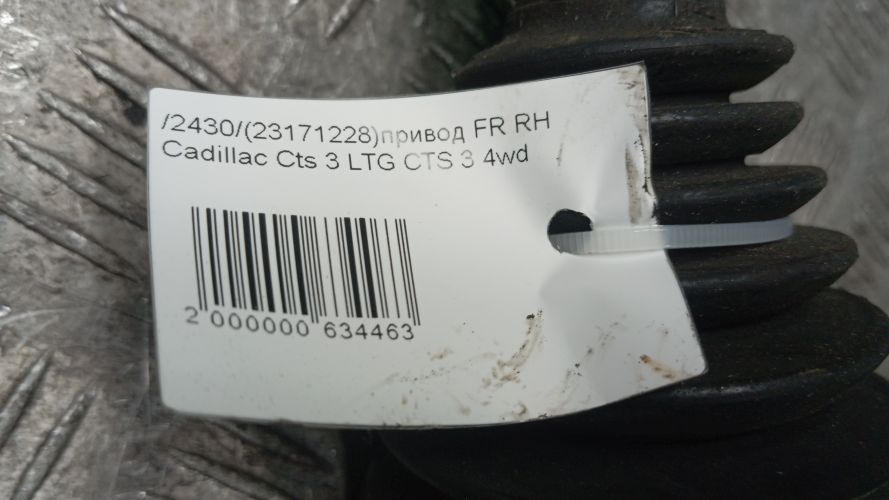 /2430/(23171228)привод FR RH
Cadillac Cts 3 LTG CTS 3 4wd
2 000000 634463